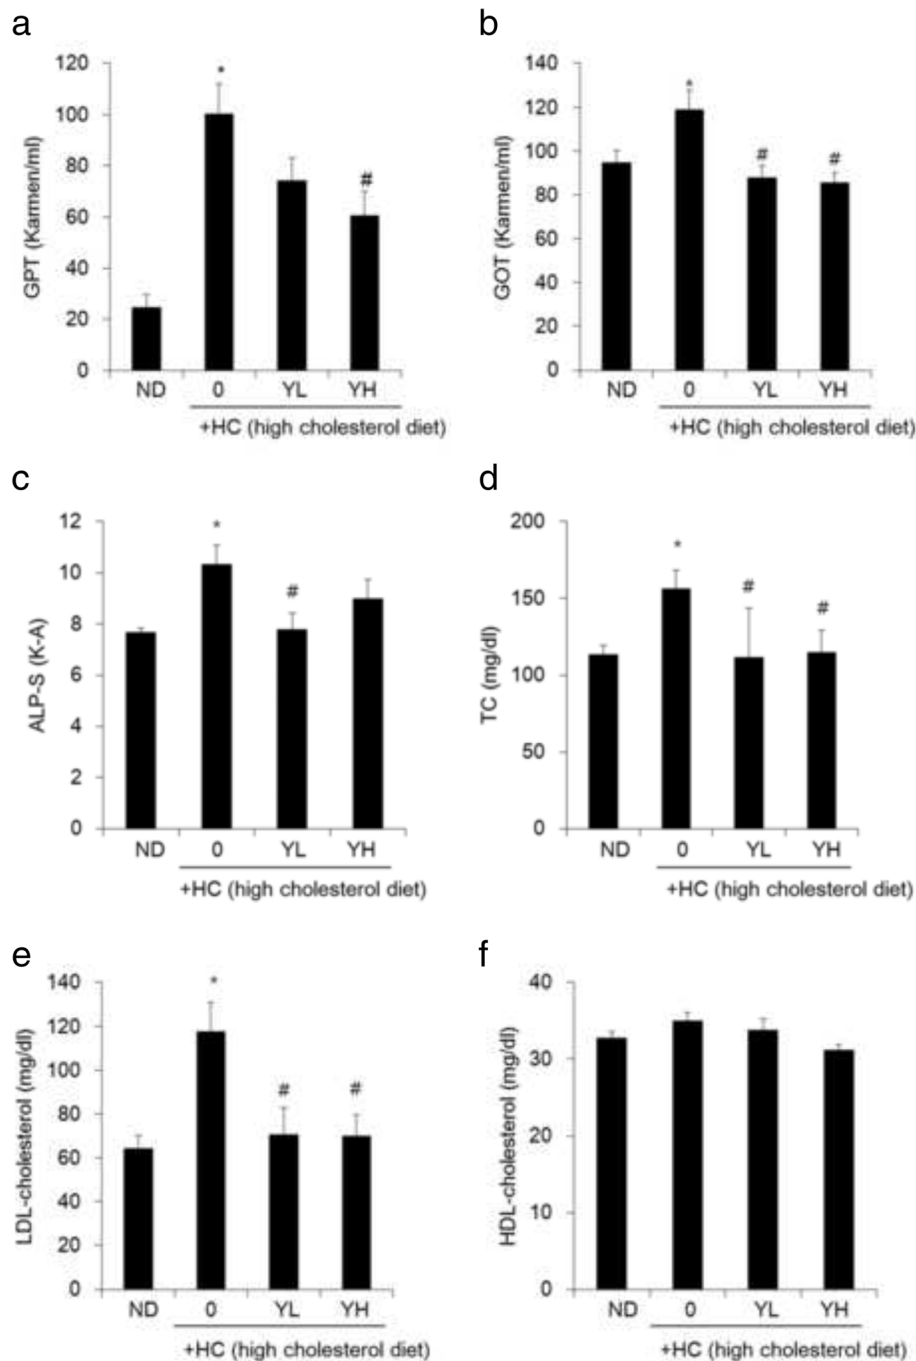 a
GPT (Karmen/ml)
120
100
80
60
40
20
0
*
#
ND 0 YL YH
+HC (high cholesterol diet)
b
GOT (Karmen/ml)
140
120
100
80
60
40
20
0
*
# #
ND 0 YL YH
+HC (high cholesterol diet)
c
ALP-S (K-A)
12
10
8
6
4
2
0
*
#
ND 0 YL YH
+HC (high cholesterol diet)
d
TC (mg/dl)
200
150
100
50
0
*
# #
ND 0 YL YH
+HC (high cholesterol diet)
e
LDL-cholesterol (mg/dl)
140
120
100
80
60
40
20
0
*
# #
ND 0 YL YH
+HC (high cholesterol diet)
f
HDL-cholesterol (mg/dl)
40
30
20
10
0
ND 0 YL YH
+HC (high cholesterol diet)